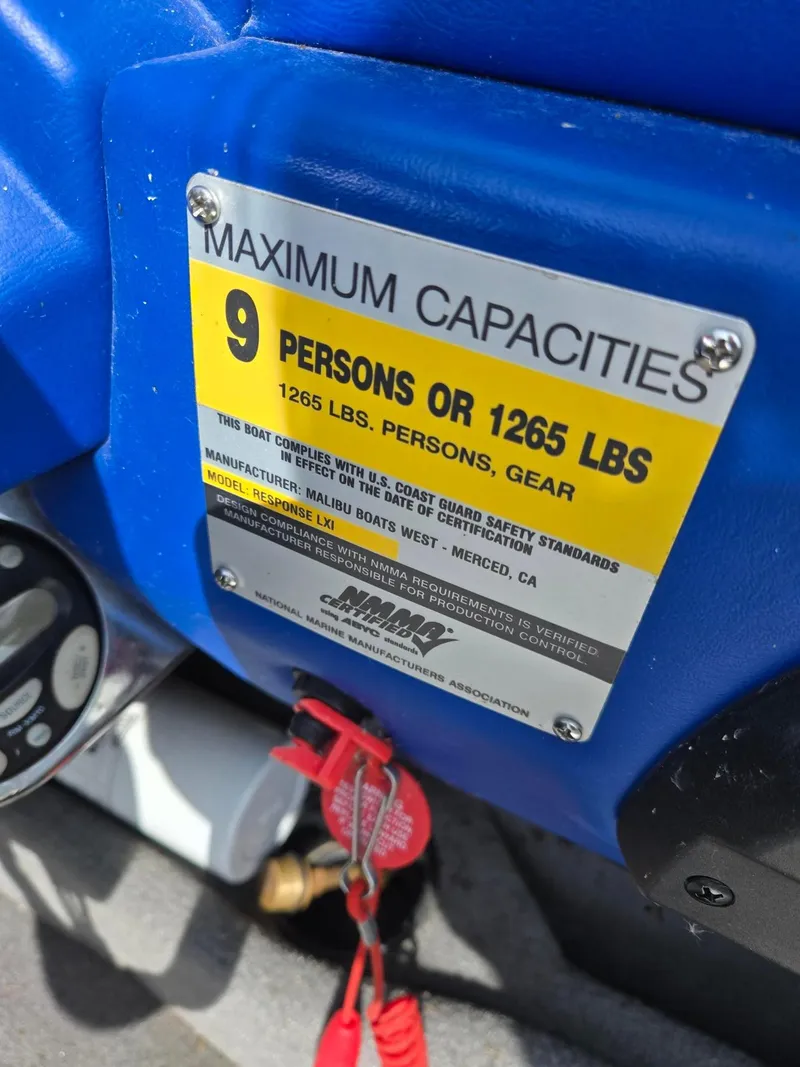 MAXIMUM CAPACITIES
9 PERSONS OR 1265 LBS
1265 LBS. PERSONS, GEAR
THIS BOAT COMPLIES WITH U.S. COAST GUARD SAFETY STANDARDS
IN EFFECT ON THE DATE OF CERTIFICATION
MANUFACTURER: MALIBU BOATS WEST - MERCED, CA
MODEL: RESPONSE LXI
DESIGN COMPLIANCE WITH NMMA REQUIREMENTS IS VERIFIED.
MANUFACTURER RESPONSIBLE FOR PRODUCTION CONTROL.
NMMA
CERTIFIED
using ABYC standards
NATIONAL MARINE MANUFACTURERS ASSOCIATION